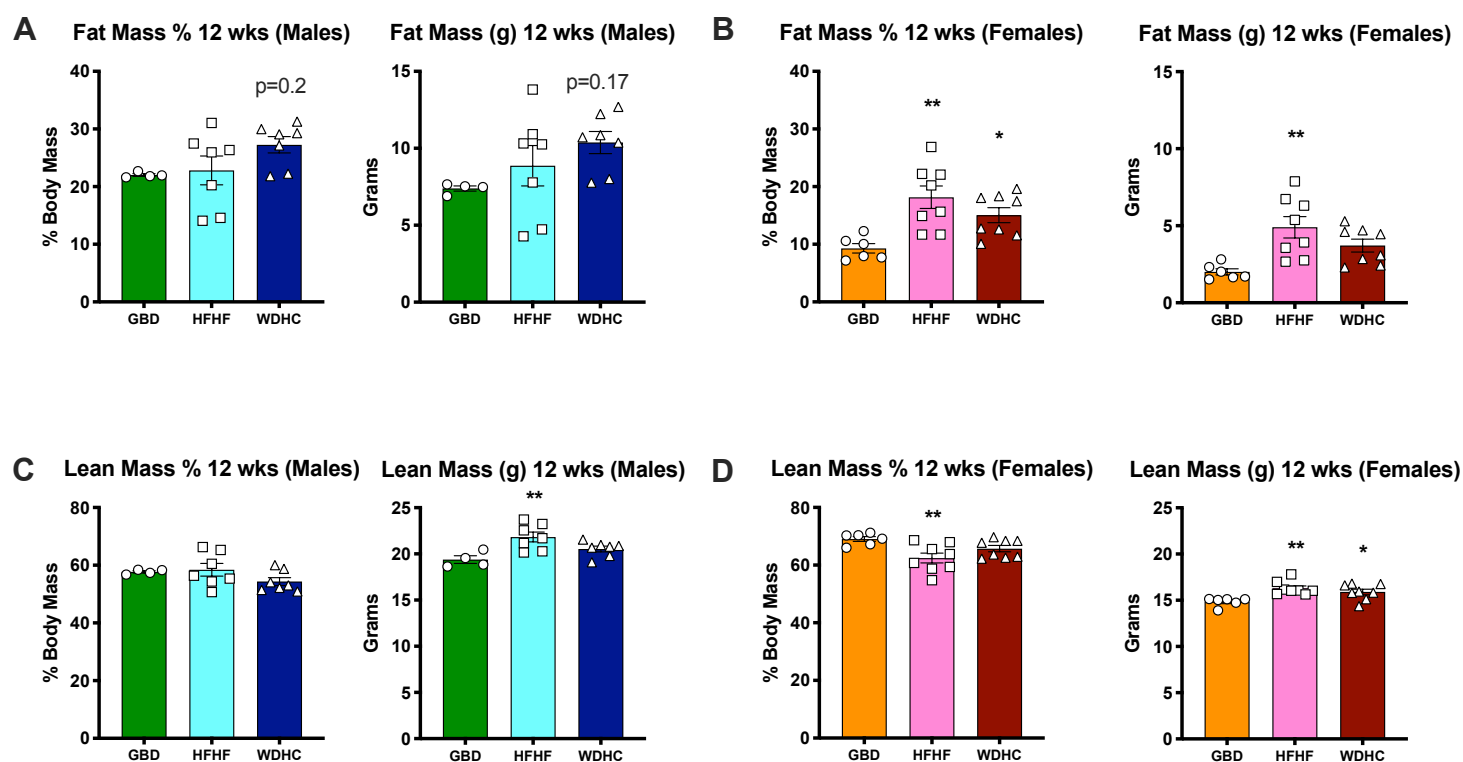 A
Fat Mass % 12 wks (Males)
% Body Mass
40
30
20
10
0
p=0.2
GBD HFHF WDHC
Fat Mass (g) 12 wks (Males)
Grams
15
10
5
0
p=0.17
GBD HFHF WDHC
B
Fat Mass % 12 wks (Females)
% Body Mass
40
30
20
10
0
**
*
GBD HFHF WDHC
Fat Mass (g) 12 wks (Females)
Grams
15
10
5
0
**
GBD HFHF WDHC
C
Lean Mass % 12 wks (Males)
% Body Mass
80
60
40
20
0
GBD HFHF WDHC
Lean Mass (g) 12 wks (Males)
Grams
25
20
15
10
5
0
**
GBD HFHF WDHC
D
Lean Mass % 12 wks (Females)
% Body Mass
80
60
40
20
0
**
GBD HFHF WDHC
Lean Mass (g) 12 wks (Females)
Grams
25
20
15
10
5
0
**
*
GBD HFHF WDHC